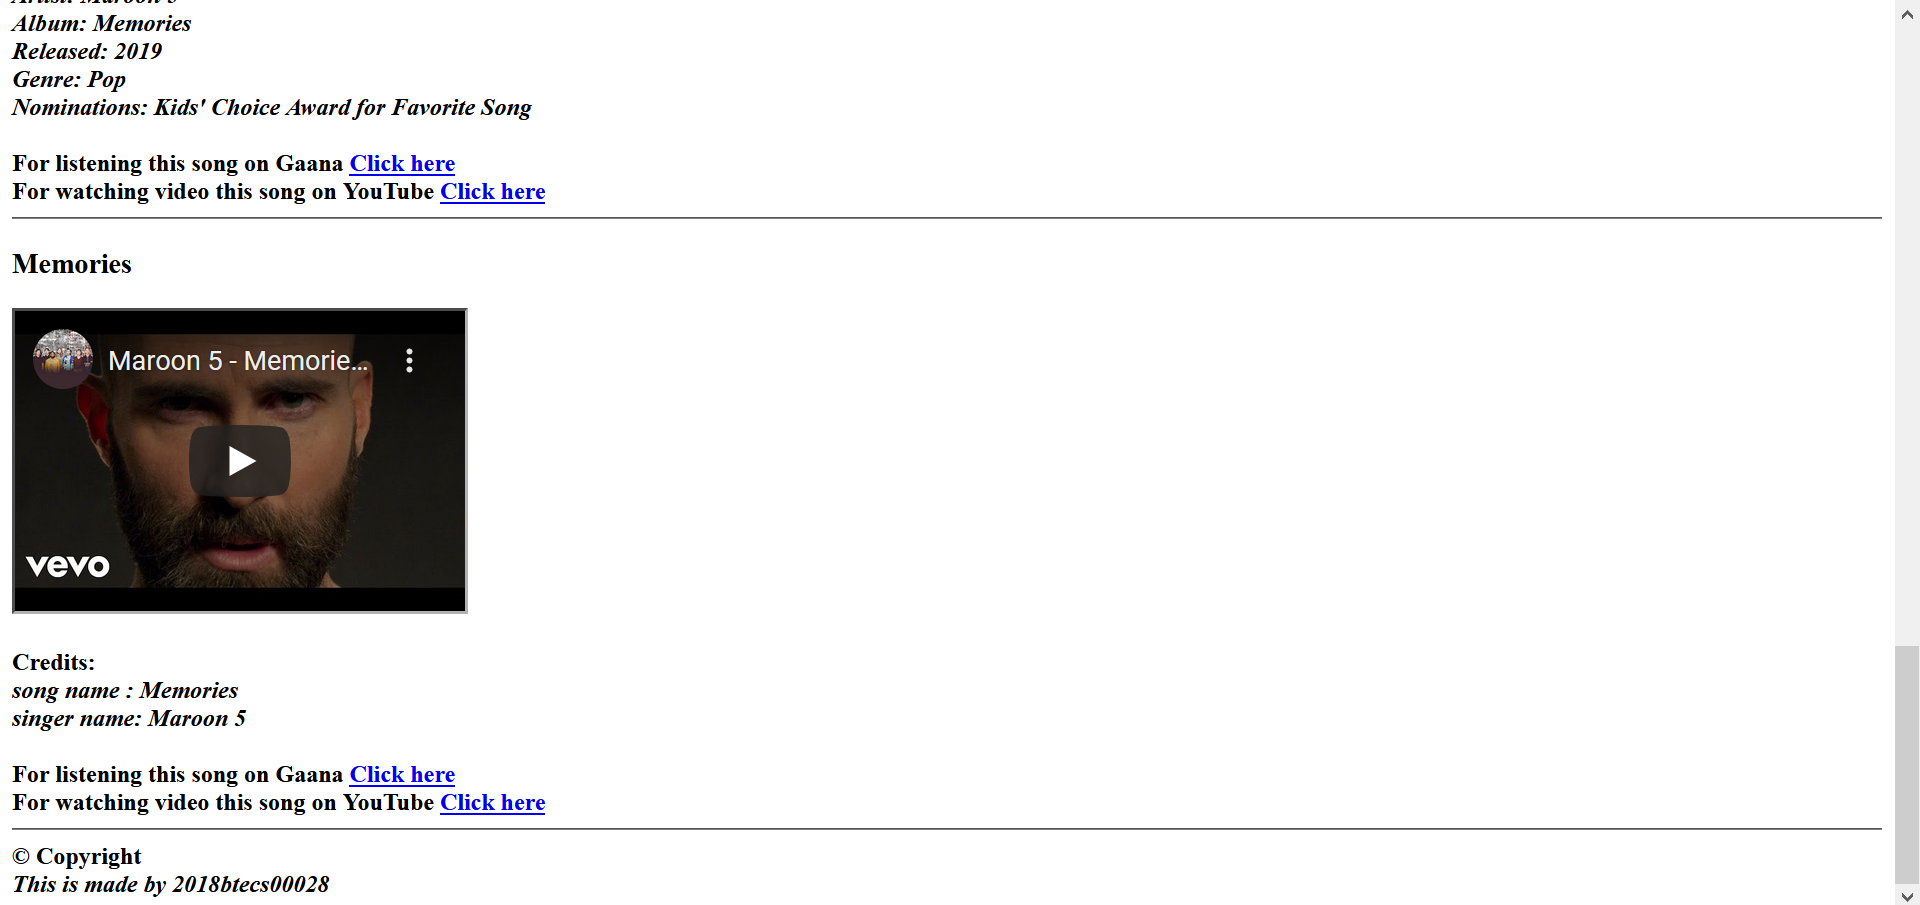 Artist: Maroon 5
Album: Memories
Released: 2019
Genre: Pop
Nominations: Kids' Choice Award for Favorite Song
For listening this song on Gaana Click here
For watching video this song on YouTube Click here
Memories
Maroon 5 - Memorie...
vevo
Credits:
song name : Memories
singer name: Maroon 5
For listening this song on Gaana Click here
For watching video this song on YouTube Click here
© Copyright
This is made by 2018btecs00028